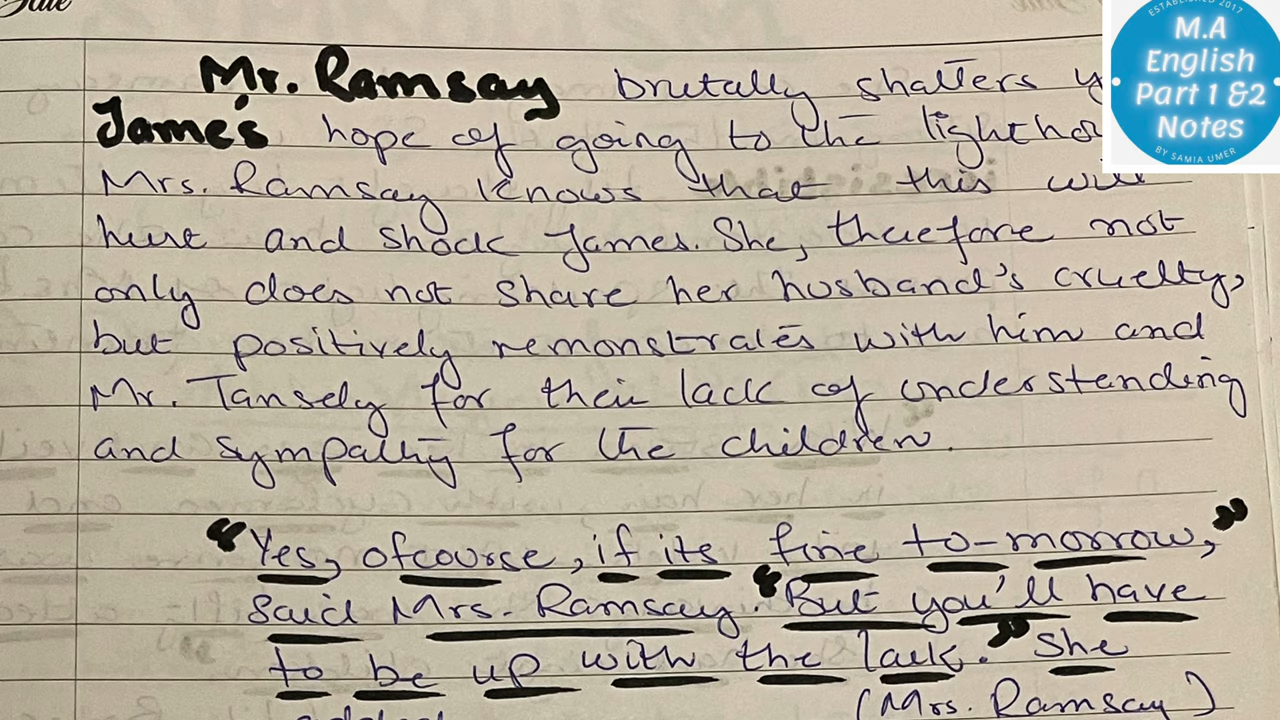 ESTABLISHED 2017
M.A
English
Part 1 &2
Notes
BY SAMIA UMER
Mr. Ramsay brutally shatters
James's hope of going to the
Mrs. Ramsay knows that this will
hurt and shock James. She, therefore not
only does not share her husband's cruelty,
but positively remonstrates with him and
Mr. Tansely for their lack of understanding
and sympathy for the children.
"Yes, ofcourse, if its fine to-morrow,"
said Mrs. Ramsay. "But you'll have
to be up with the lark." She
(Mrs. Ramsay)